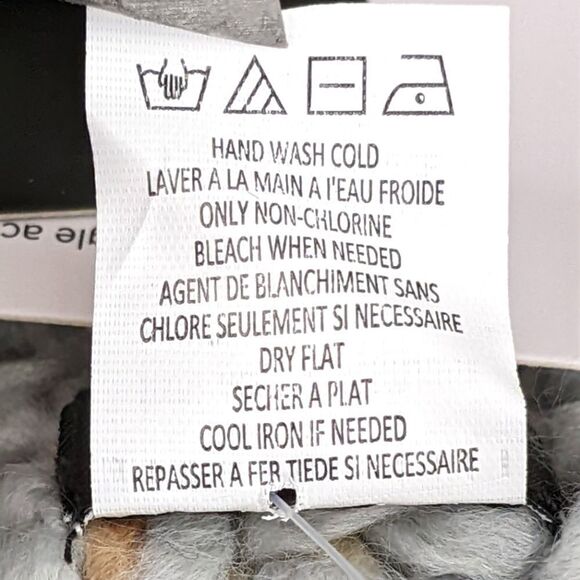 HAND WASH COLD
LAVER A LA MAIN A l'EAU FROIDE
ONLY NON-CHLORINE
BLEACH WHEN NEEDED
AGENT DE BLANCHIMENT SANS
CHLORE SEULEMENT SI NECESSAIRE
DRY FLAT
SECHER A PLAT
COOL IRON IF NEEDED
REPASSER A FER TIEDE SI NECESSAIRE